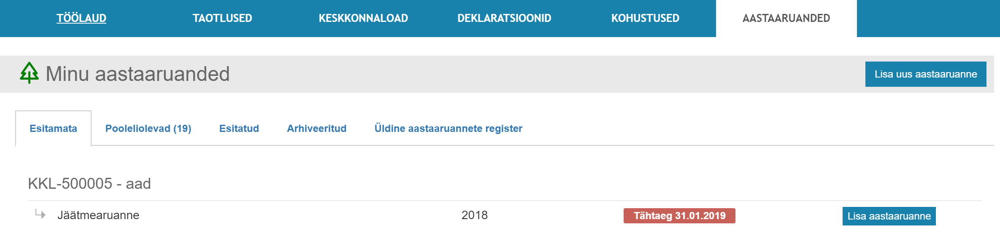 TÖÖLAUD TAOTLUSED KESKKONNALOAD DEKLARATSIOONID KOHUSTUSED AASTAARUANDED
Minu aastaaruanded Lisa uus aastaaruanne
Esitamata Pooleliolevad (19) Esitatud Arhiveeritud Üldine aastaaruannete register
KKL-500005 - aad
Jäätmearuanne 2018 Tähtaeg 31.01.2019 Lisa aastaaruanne